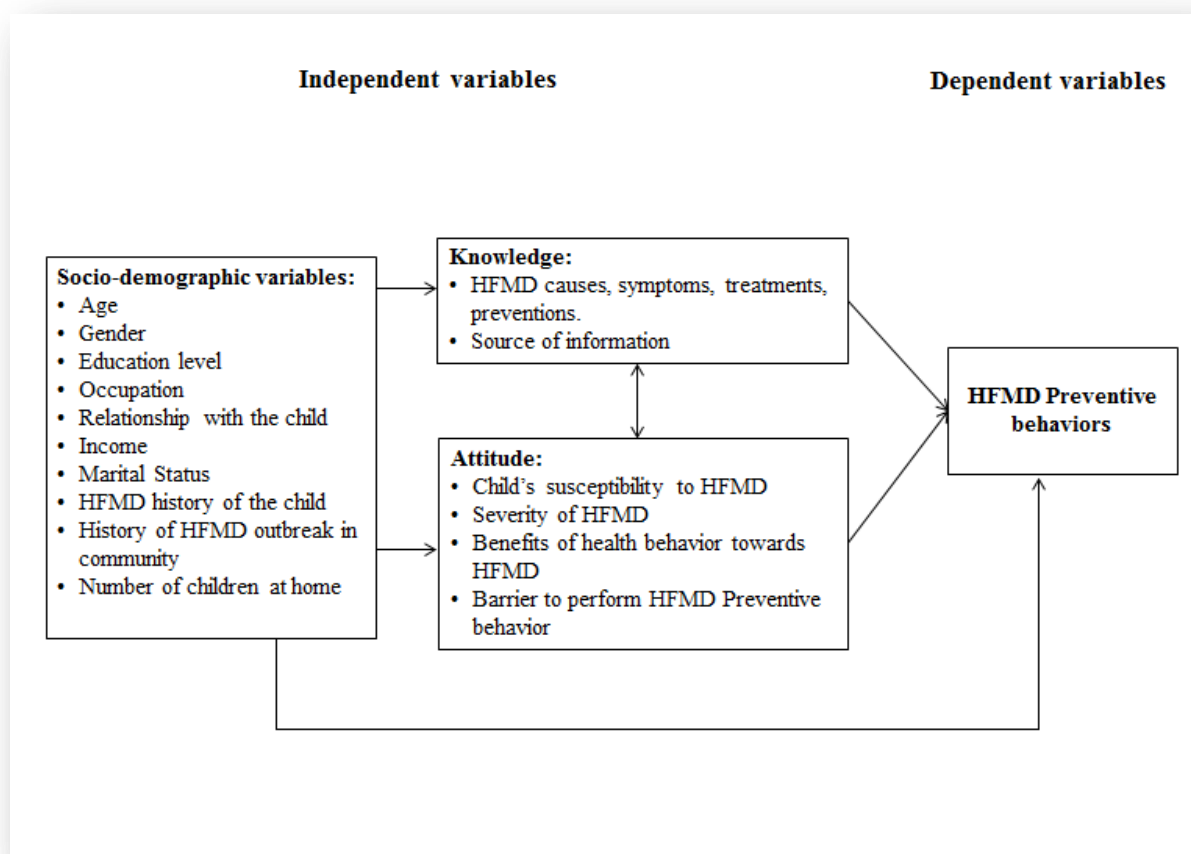 Independent variables
Dependent variables
Socio-demographic variables:
• Age
• Gender
• Education level
• Occupation
• Relationship with the child
• Income
• Marital Status
• HFMD history of the child
• History of HFMD outbreak in
community
• Number of children at home
Knowledge:
• HFMD causes, symptoms, treatments,
preventions.
• Source of information
Attitude:
• Child's susceptibility to HFMD
• Severity of HFMD
• Benefits of health behavior towards
HFMD
• Barrier to perform HFMD Preventive
behavior
HFMD Preventive
behaviors